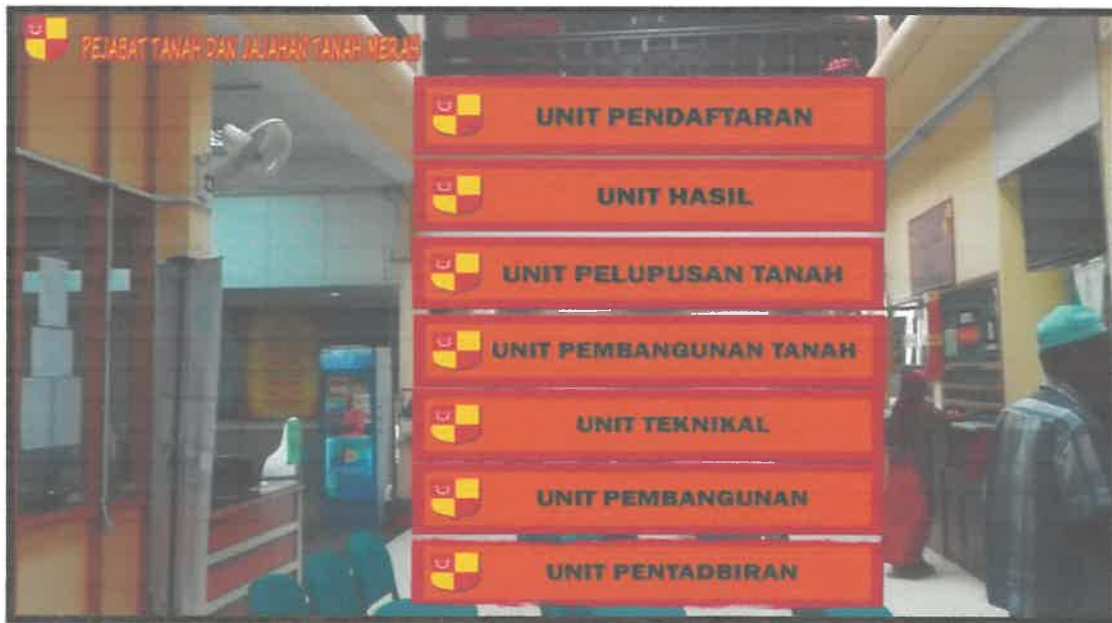 PEJABAT TANAH DAN JAJAHAN TANAH MERAH
UNIT PENDAFTARAN
UNIT HASIL
UNIT PELUPUSAN TANAH
UNIT PEMBANGUNAN TANAH
UNIT TEKNIKAL
UNIT PEMBANGUNAN
UNIT PENTADBIRAN